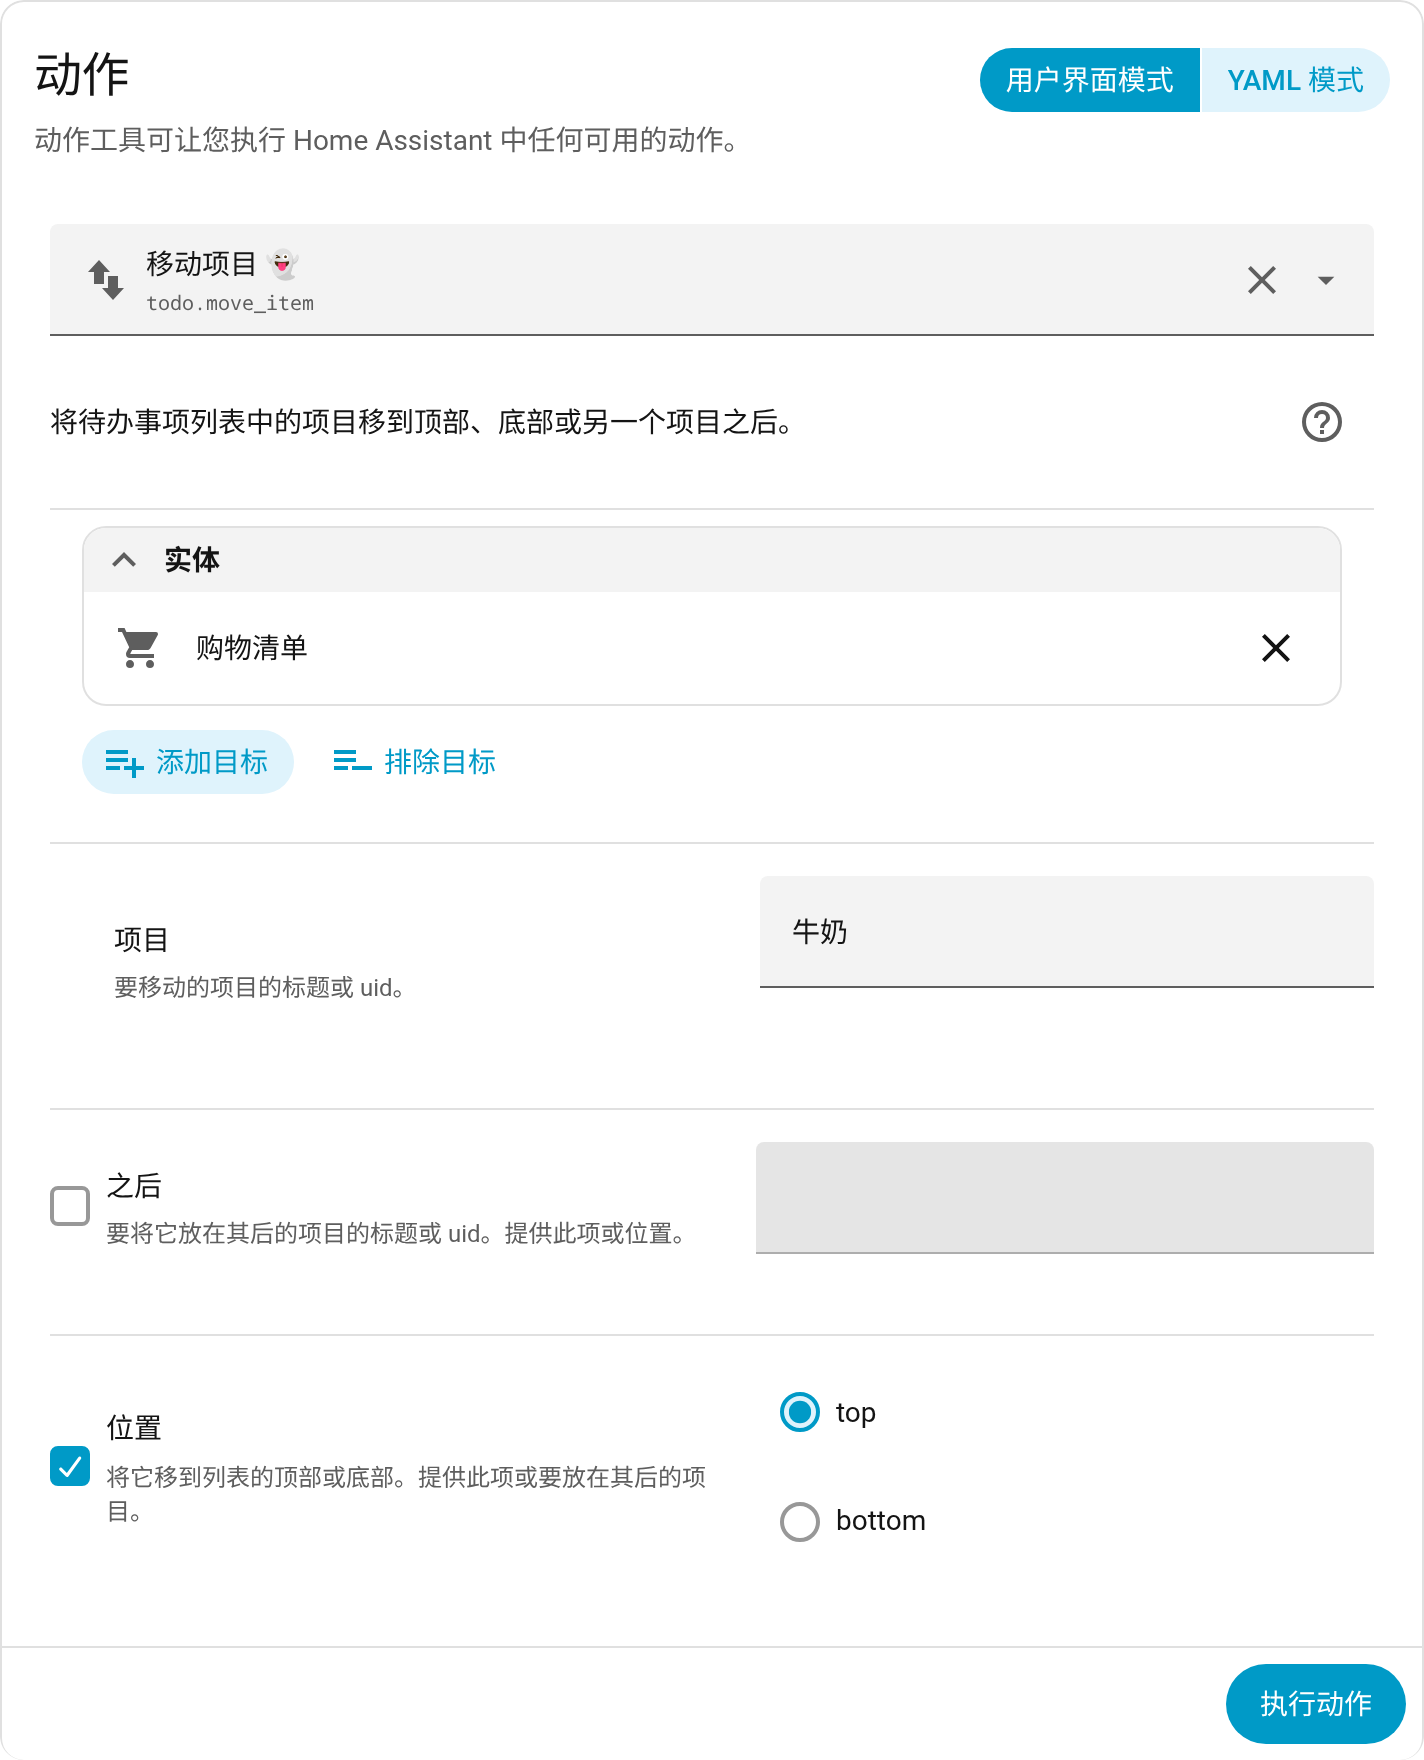 动作
用户界面模式
YAML 模式
动作工具可让您执行 Home Assistant 中任何可用的动作。
移动项目 👻
todo.move_item
将待办事项列表中的项目移到顶部、底部或另一个项目之后。
实体
购物清单
添加目标
排除目标
项目
要移动的项目的标题或 uid。
牛奶
之后
要将它放在其后的项目的标题或 uid。提供此项或位置。
位置
将它移到列表的顶部或底部。提供此项或要放在其后的项
目。
top
bottom
执行动作